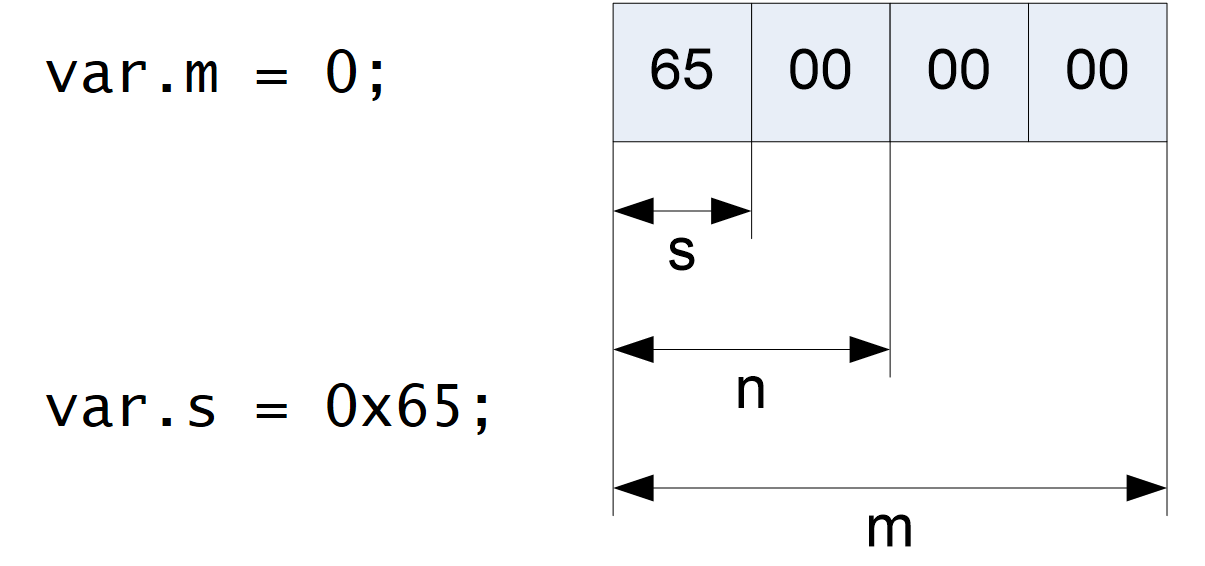 var.m = 0;
65 00 00 00
s
n
var.s = 0x65;
m